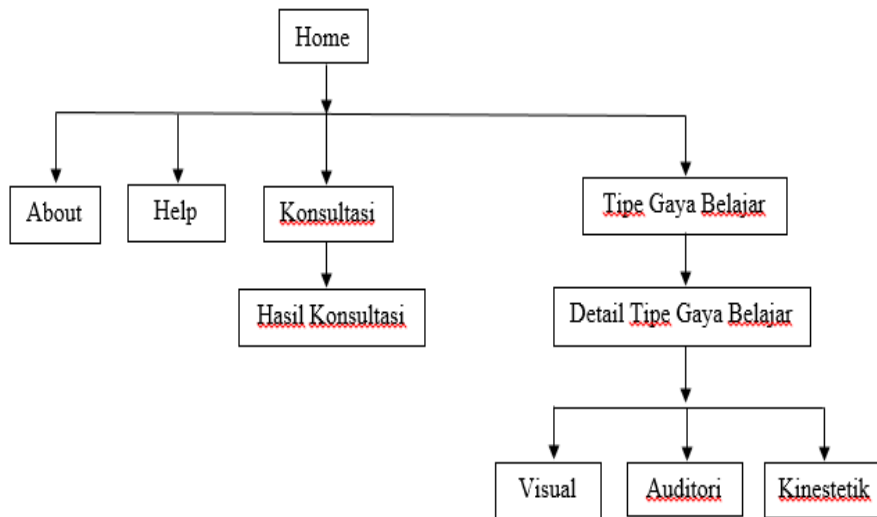 Home
About
Help
Konsultasi
Tipe Gaya Belajar
Hasil Konsultasi
Detail Tipe Gaya Belajar
Visual
Auditori
Kinestetik